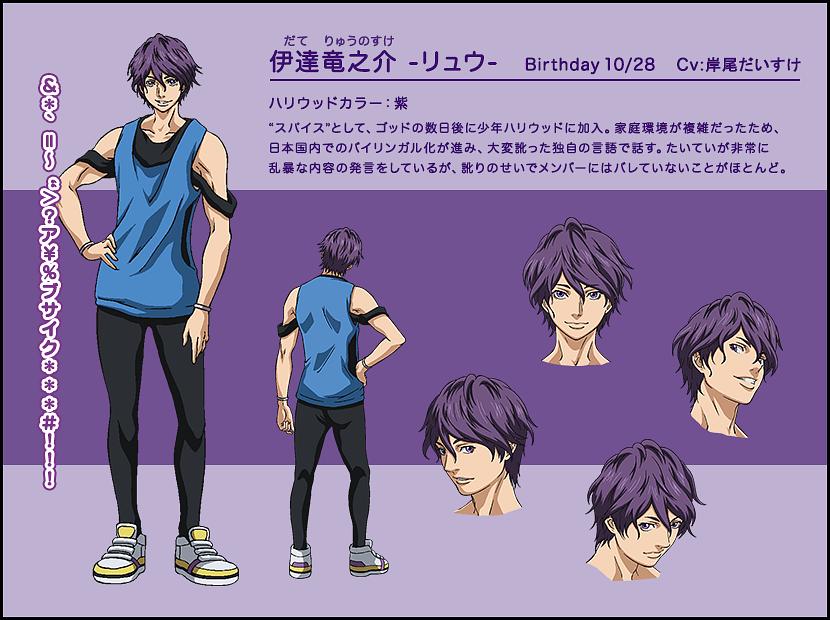 だて りゅうのすけ
伊達竜之介 -リュウ- Birthday 10/28 Cv:岸尾だいすけ
ハリウッドカラー：紫
“スパイス”として、ゴッドの数日後に少年ハリウッドに加入。家庭環境が複雑だったため、
日本国内でのバイリンガル化が進み、大変訛った独自の言語で話す。たいていが非常に
乱暴な内容の発言をしているが、訛りのせいでメンバーにはバレていないことがほとんど。
&*、=~“>?ア¥%ブサイク***#!!!